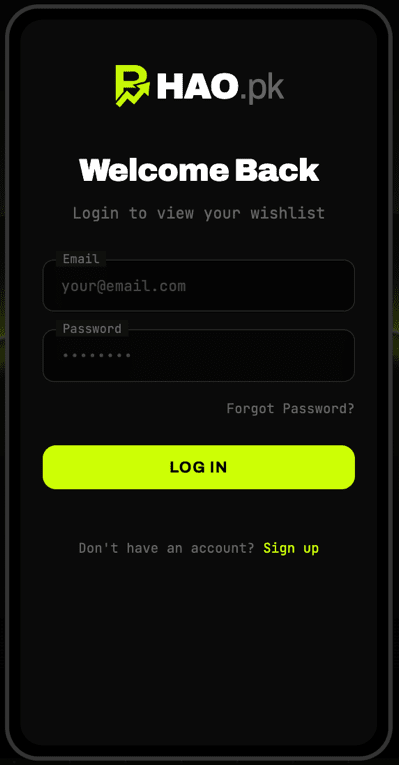 HAO.pk
Welcome Back
Login to view your wishlist
Email
your@email.com
Password
••••••••
Forgot Password?
LOG IN
Don't have an account? Sign up